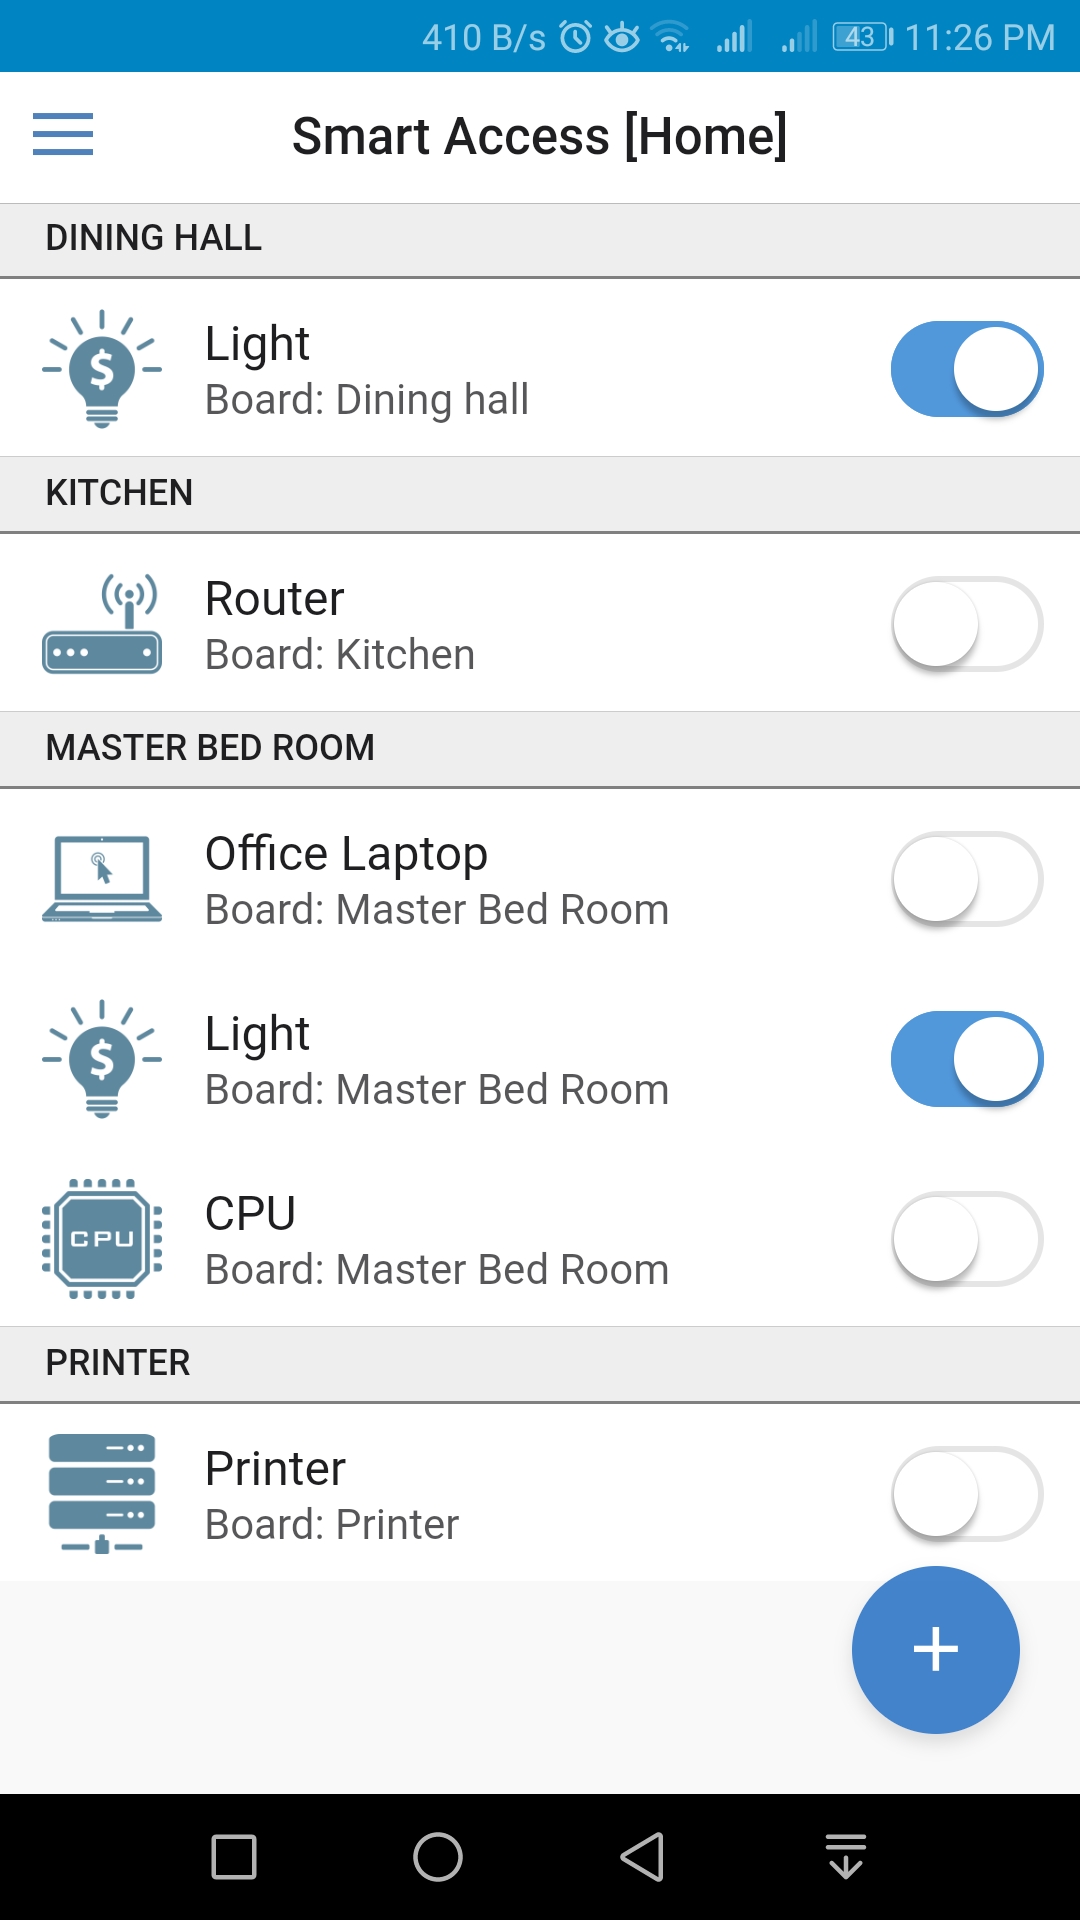 410 B/s 43 11:26 PM
Smart Access [Home]
DINING HALL
$
Light
Board: Dining hall
KITCHEN
Router
Board: Kitchen
MASTER BED ROOM
Office Laptop
Board: Master Bed Room
$
Light
Board: Master Bed Room
CPU
CPU
Board: Master Bed Room
PRINTER
Printer
Board: Printer
+